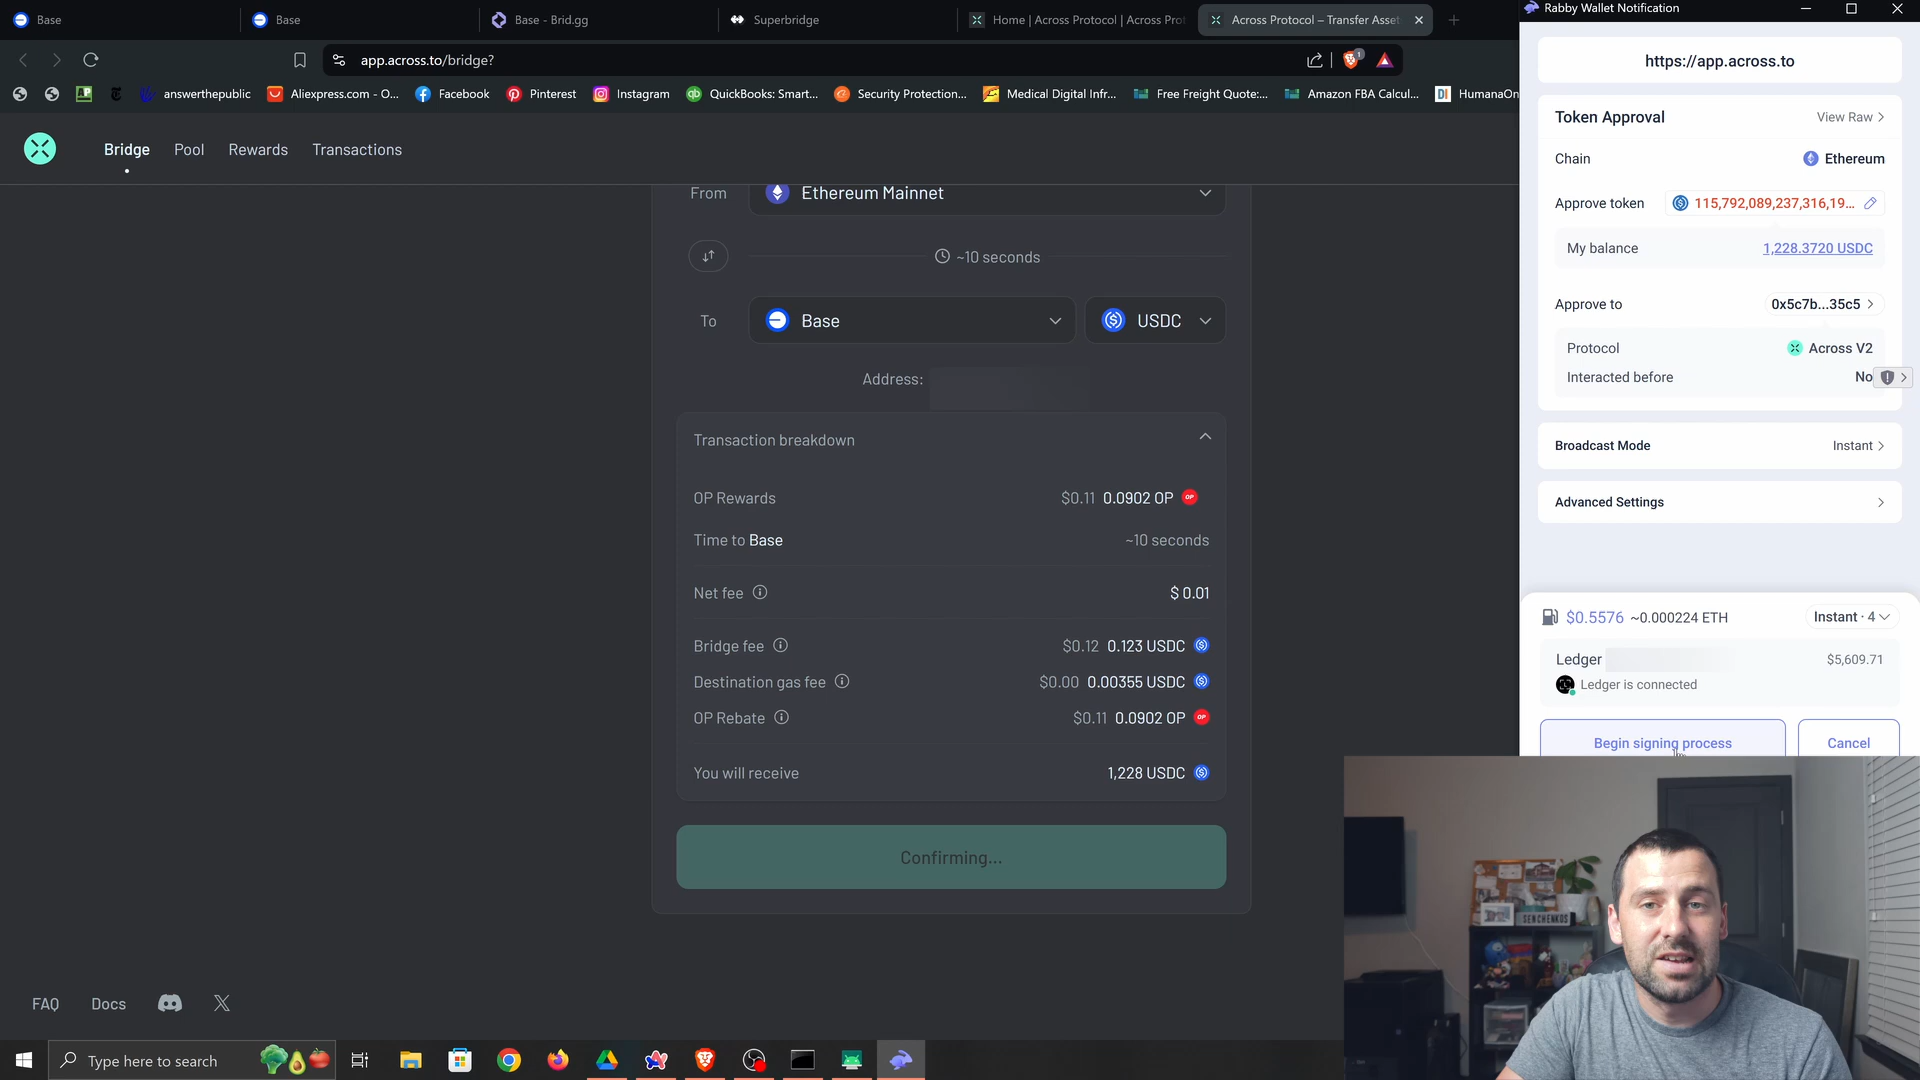 Base
Base
Base - Brid.gg
Superbridge
Home | Across Protocol | Across Prot
Across Protocol – Transfer Asset
Rabby Wallet Notification
app.across.to/bridge?
1
answerthepublic
Aliexpress.com - O...
Facebook
Pinterest
Instagram
QuickBooks: Smart...
Security Protection...
Medical Digital Infr...
Free Freight Quote:...
Amazon FBA Calcul...
HumanaOn
Bridge
Pool
Rewards
Transactions
From
Ethereum Mainnet
~10 seconds
To
Base
USDC
Address:
Transaction breakdown
OP Rewards
$0.11 0.0902 OP
Time to Base
~10 seconds
Net fee
$ 0.01
Bridge fee
$0.12 0.123 USDC
Destination gas fee
$0.00 0.00355 USDC
OP Rebate
$0.11 0.0902 OP
You will receive
1,228 USDC
Confirming...
FAQ
Docs
https://app.across.to
Token Approval
View Raw
Chain
Ethereum
Approve token
115,792,089,237,316,19...
My balance
1,228.3720 USDC
Approve to
0x5c7b...35c5
Protocol
Across V2
Interacted before
No
Broadcast Mode
Instant
Advanced Settings
$0.5576 ~0.000224 ETH
Instant · 4
Ledger
$5,609.71
Ledger is connected
Begin signing process
Cancel
SENCHENKOS
Type here to search